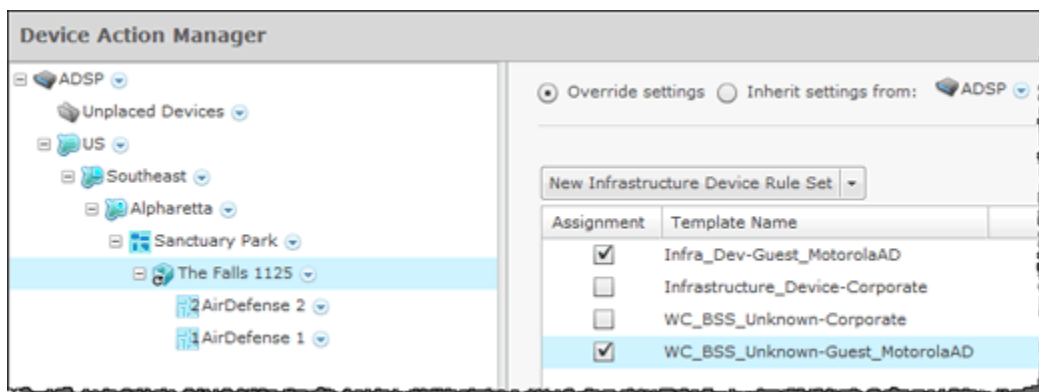 Device Action Manager
ADSP
Unplaced Devices
US
Southeast
Alpharetta
Sanctuary Park
The Falls 1125
2 AirDefense 2
1 AirDefense 1
Override settings Inherit settings from: ADSP
New Infrastructure Device Rule Set
Assignment Template Name
Infra_Dev-Guest_MotorolaAD
Infrastructure_Device-Corporate
WC_BSS_Unknown-Corporate
WC_BSS_Unknown-Guest_MotorolaAD